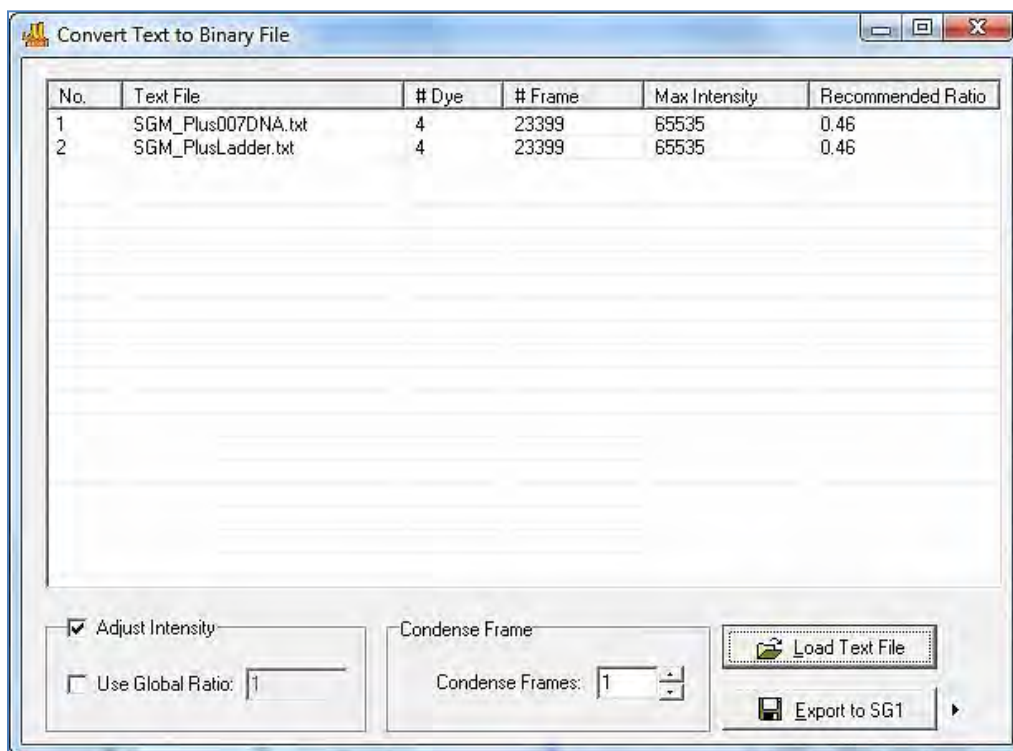 Convert Text to Binary File
No. Text File # Dye # Frame Max Intensity Recommended Ratio
1 SGM_Plus007DNA.txt 4 23399 65535 0.46
2 SGM_PlusLadder.txt 4 23399 65535 0.46
Adjust Intensity Condense Frame
Load Text File
Use Global Ratio: 1 Condense Frames: 1
Export to SG1